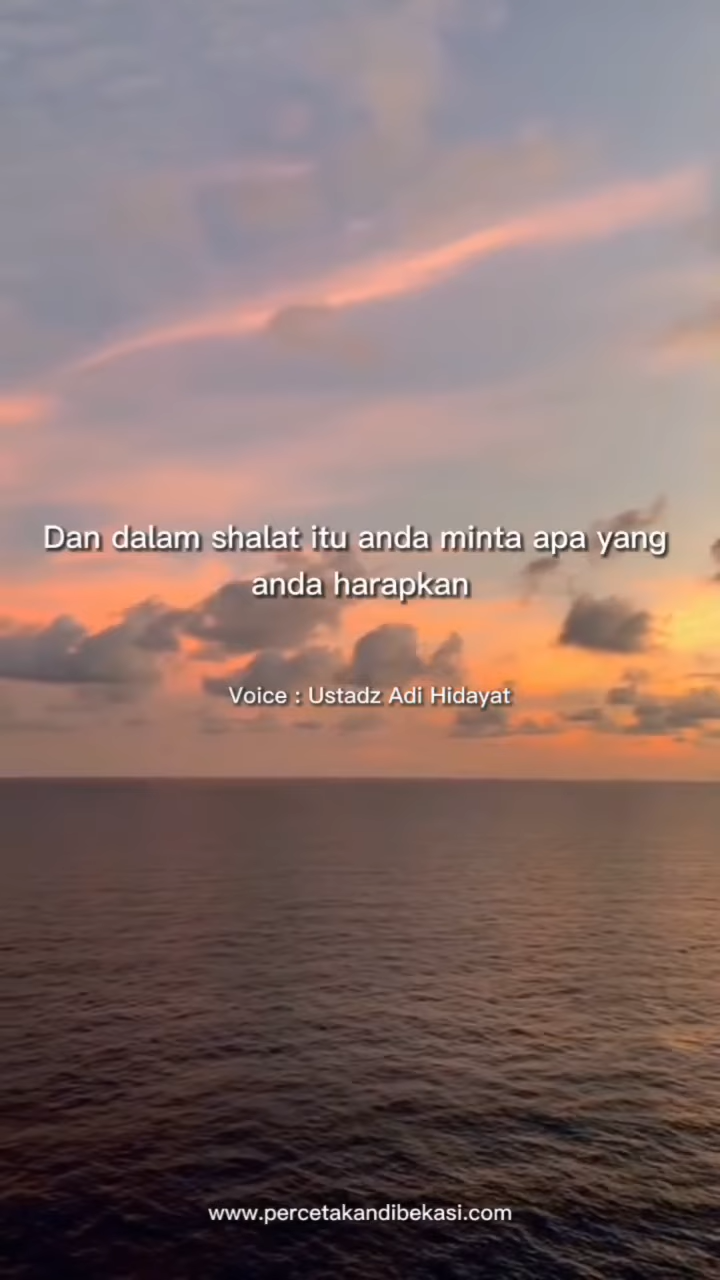 Dan dalam shalat itu anda minta apa yang
anda harapkan
Voice : Ustadz Adi Hidayat
www.percetakandibekasi.com